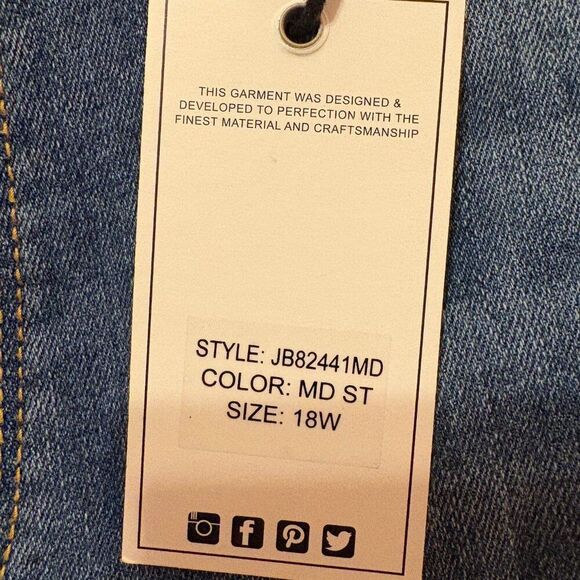 THIS GARMENT WAS DESIGNED &
DEVELOPED TO PERFECTION WITH THE
FINEST MATERIAL AND CRAFTSMANSHIP
STYLE: JB82441MD
COLOR: MD ST
SIZE: 18W